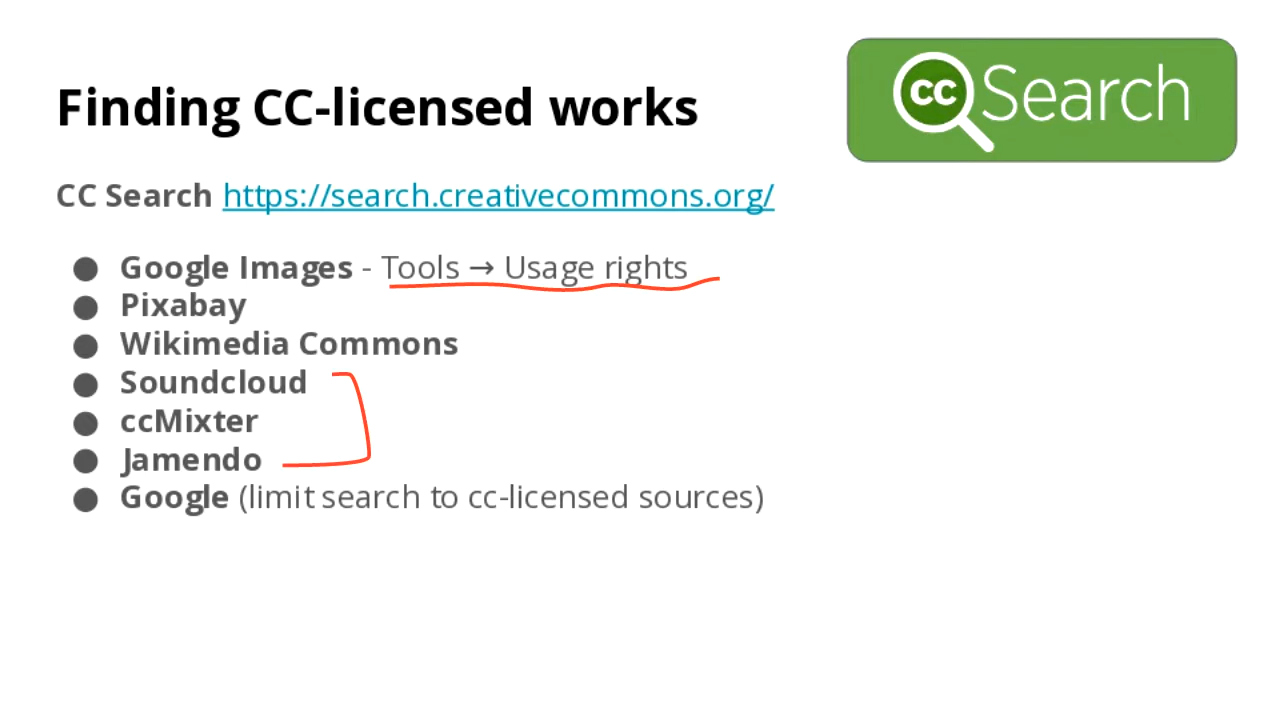 cc Search
Finding CC-licensed works
CC Search https://search.creativecommons.org/
● Google Images - Tools → Usage rights
● Pixabay
● Wikimedia Commons
● Soundcloud
● ccMixter
● Jamendo
● Google (limit search to cc-licensed sources)